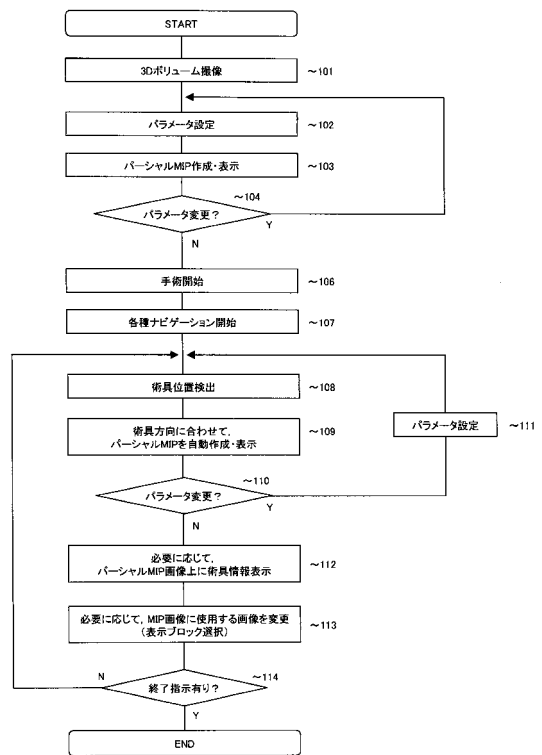 START
3Dボリューム撮像 ~101
パラメータ設定 ~102
パーシャルMIP作成・表示 ~103
~104
パラメータ変更?
Y
N
手術開始 ~106
各種ナビゲーション開始 ~107
術具位置検出 ~108
術具方向に合わせて,
パーシャルMIPを自動作成・表示 ~109
パラメータ設定 ~111
~110
パラメータ変更?
Y
N
必要に応じて,
パーシャルMIP画像上に術具情報表示 ~112
必要に応じて, MIP画像に使用する画像を変更
(表示ブロック選択) ~113
N
~114
終了指示有り?
Y
END